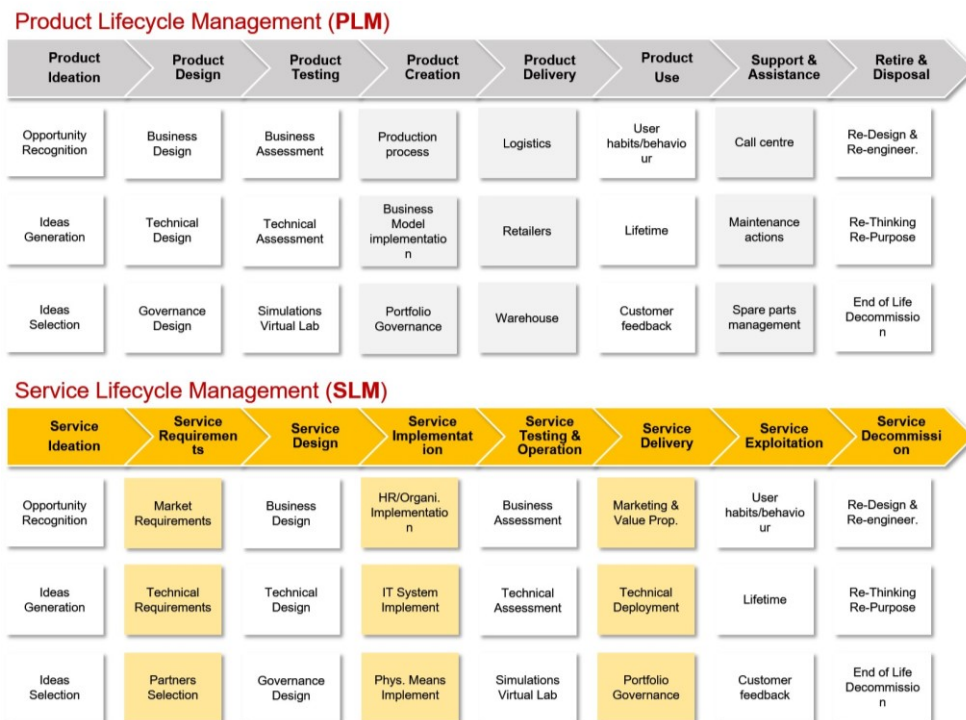 Product Lifecycle Management (PLM)
Product Product Product Product Product Product Support & Retire &
Ideation Design Testing Creation Delivery Use Assistance Disposal
Opportunity Business Business Production Logistics User Call centre Re-Design &
Recognition Design Assessment process habits/behavio Re-engineer.
ur
Ideas Technical Technical Business Retailers Lifetime Maintenance Re-Thinking
Generation Design Assessment Model actions Re-Purpose
implementatio
n
Ideas Governance Simulations Portfolio Warehouse Customer Spare parts End of Life
Selection Design Virtual Lab Governance feedback management Decommissio
n
Service Lifecycle Management (SLM)
Service Service Service Service Service Service Service Service
Ideation Requiremen Design Implementat Testing & Delivery Exploitation Decommissi
ts ion Operation on
Opportunity Market Business HR/Organi. Business Marketing & User Re-Design &
Recognition Requirements Design Implementatio Assessment Value Prop. habits/behavio Re-engineer.
n ur
Ideas Technical Technical IT System Technical Technical Lifetime Re-Thinking
Generation Requirements Design Implement Assessment Deployment Re-Purpose
Ideas Partners Governance Phys. Means Simulations Portfolio Customer End of Life
Selection Selection Design Implement Virtual Lab Governance feedback Decommissio
n